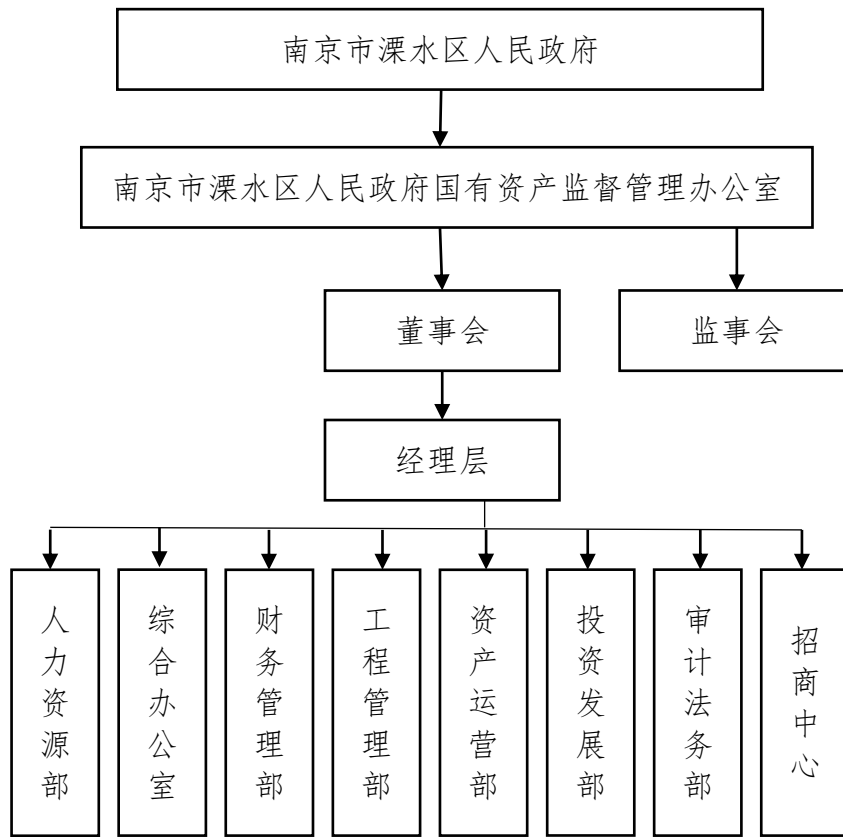 南京市溧水区人民政府
南京市溧水区人民政府国有资产监督管理办公室
董事会
监事会
经理层
人力资源部
综合办公室
财务管理部
工程管理部
资产运营部
投资发展部
审计法务部
招商中心